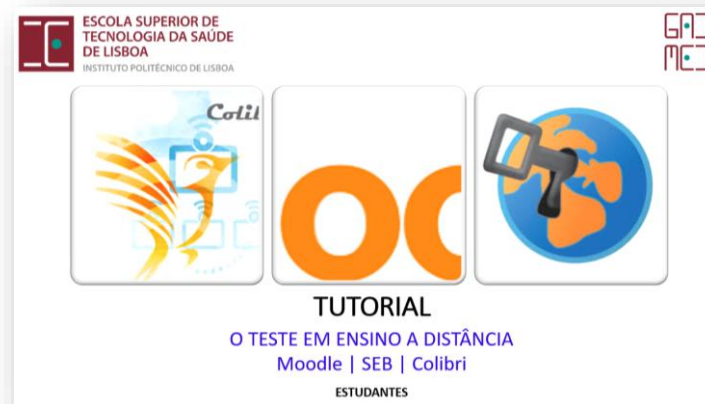 ESCOLA SUPERIOR DE
TECNOLOGIA DA SAÚDE
DE LISBOA
INSTITUTO POLITÉCNICO DE LISBOA
TUTORIAL
O TESTE EM ENSINO A DISTÂNCIA
Moodle | SEB | Colibri
ESTUDANTES